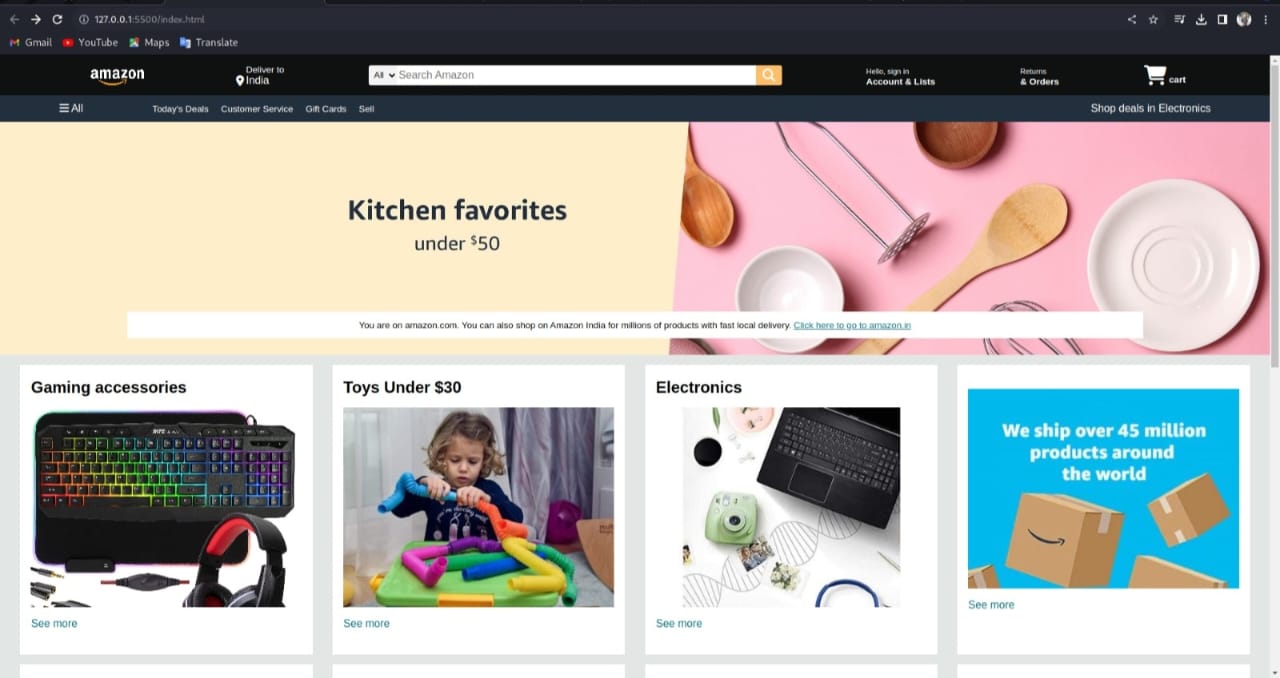 127.0.0.1:5500/index.html
Gmail YouTube Maps Translate
amazon
Deliver to
India
All Search Amazon
Hello, sign in
Account & Lists
Returns
& Orders
cart
All
Today's Deals Customer Service Gift Cards Sell
Shop deals in Electronics
Kitchen favorites
under $50
You are on amazon.com. You can also shop on Amazon India for millions of products with fast local delivery. Click here to go to amazon.in
Gaming accessories
See more
Toys Under $30
See more
Electronics
See more
We ship over 45 million
products around
the world
See more